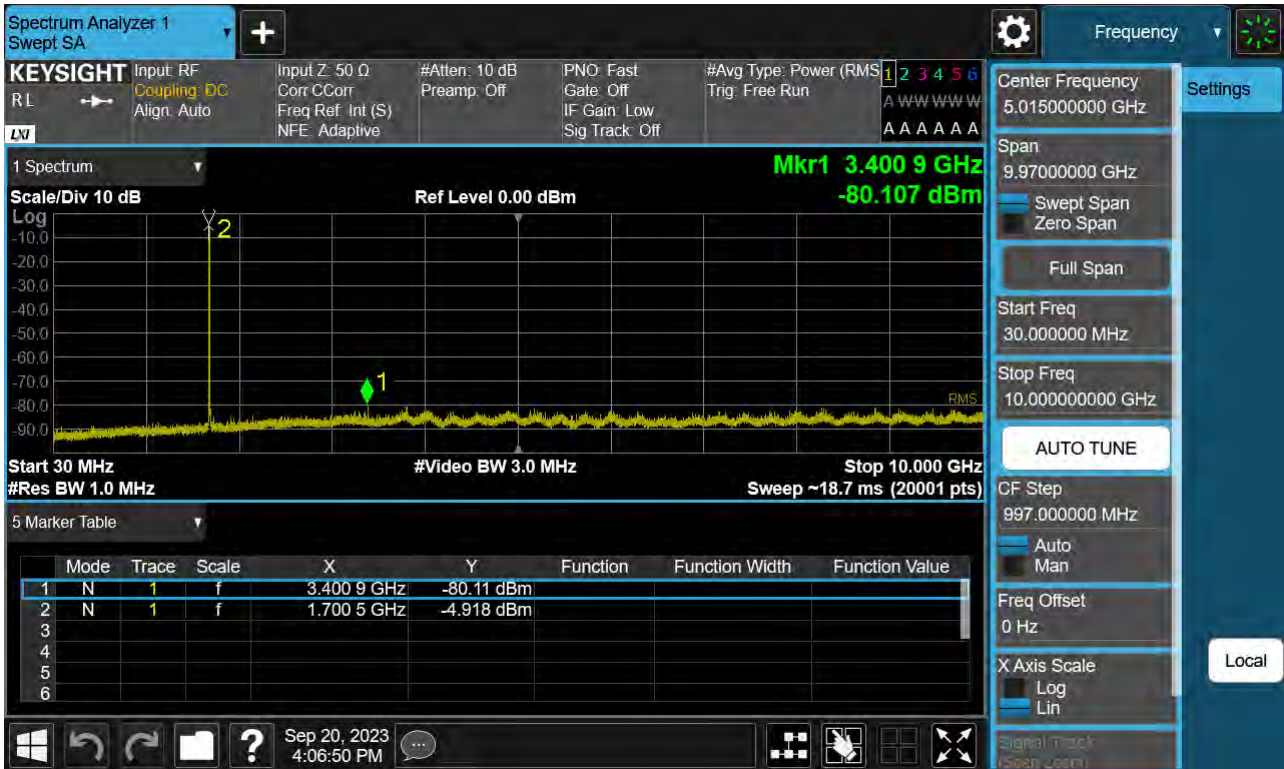 Spectrum Analyzer 1
Swept SA
Frequency
KEYSIGHT
RL
LXI
Input: RF
Coupling: DC
Align: Auto
Input Z: 50 Ω
Corr CCorr
Freq Ref: Int (S)
NFE: Adaptive
#Atten: 10 dB
Preamp: Off
PNO: Fast
Gate: Off
IF Gain: Low
Sig Track: Off
#Avg Type: Power (RMS
Trig: Free Run
1 2 3 4 5 6
A W W W W W
A A A A A A
1 Spectrum
Scale/Div 10 dB
Ref Level 0.00 dBm
Mkr1 3.400 9 GHz
-80.107 dBm
Log
-10.0
-20.0
-30.0
-40.0
-50.0
-60.0
-70.0
-80.0
-90.0
2
1
RMS
Start 30 MHz
#Video BW 3.0 MHz
Stop 10.000 GHz
#Res BW 1.0 MHz
Sweep ~18.7 ms (20001 pts)
5 Marker Table
Mode Trace Scale X Y Function Function Width Function Value
1 N 1 f 3.400 9 GHz -80.11 dBm
2 N 1 f 1.700 5 GHz -4.918 dBm
3
4
5
6
Sep 20, 2023
4:06:50 PM
Center Frequency
5.015000000 GHz
Span
9.97000000 GHz
Swept Span
Zero Span
Full Span
Start Freq
30.000000 MHz
Stop Freq
10.000000000 GHz
AUTO TUNE
CF Step
997.000000 MHz
Auto
Man
Freq Offset
0 Hz
X Axis Scale
Log
Lin
Signal Track
(Span Zoom)
Settings
Local